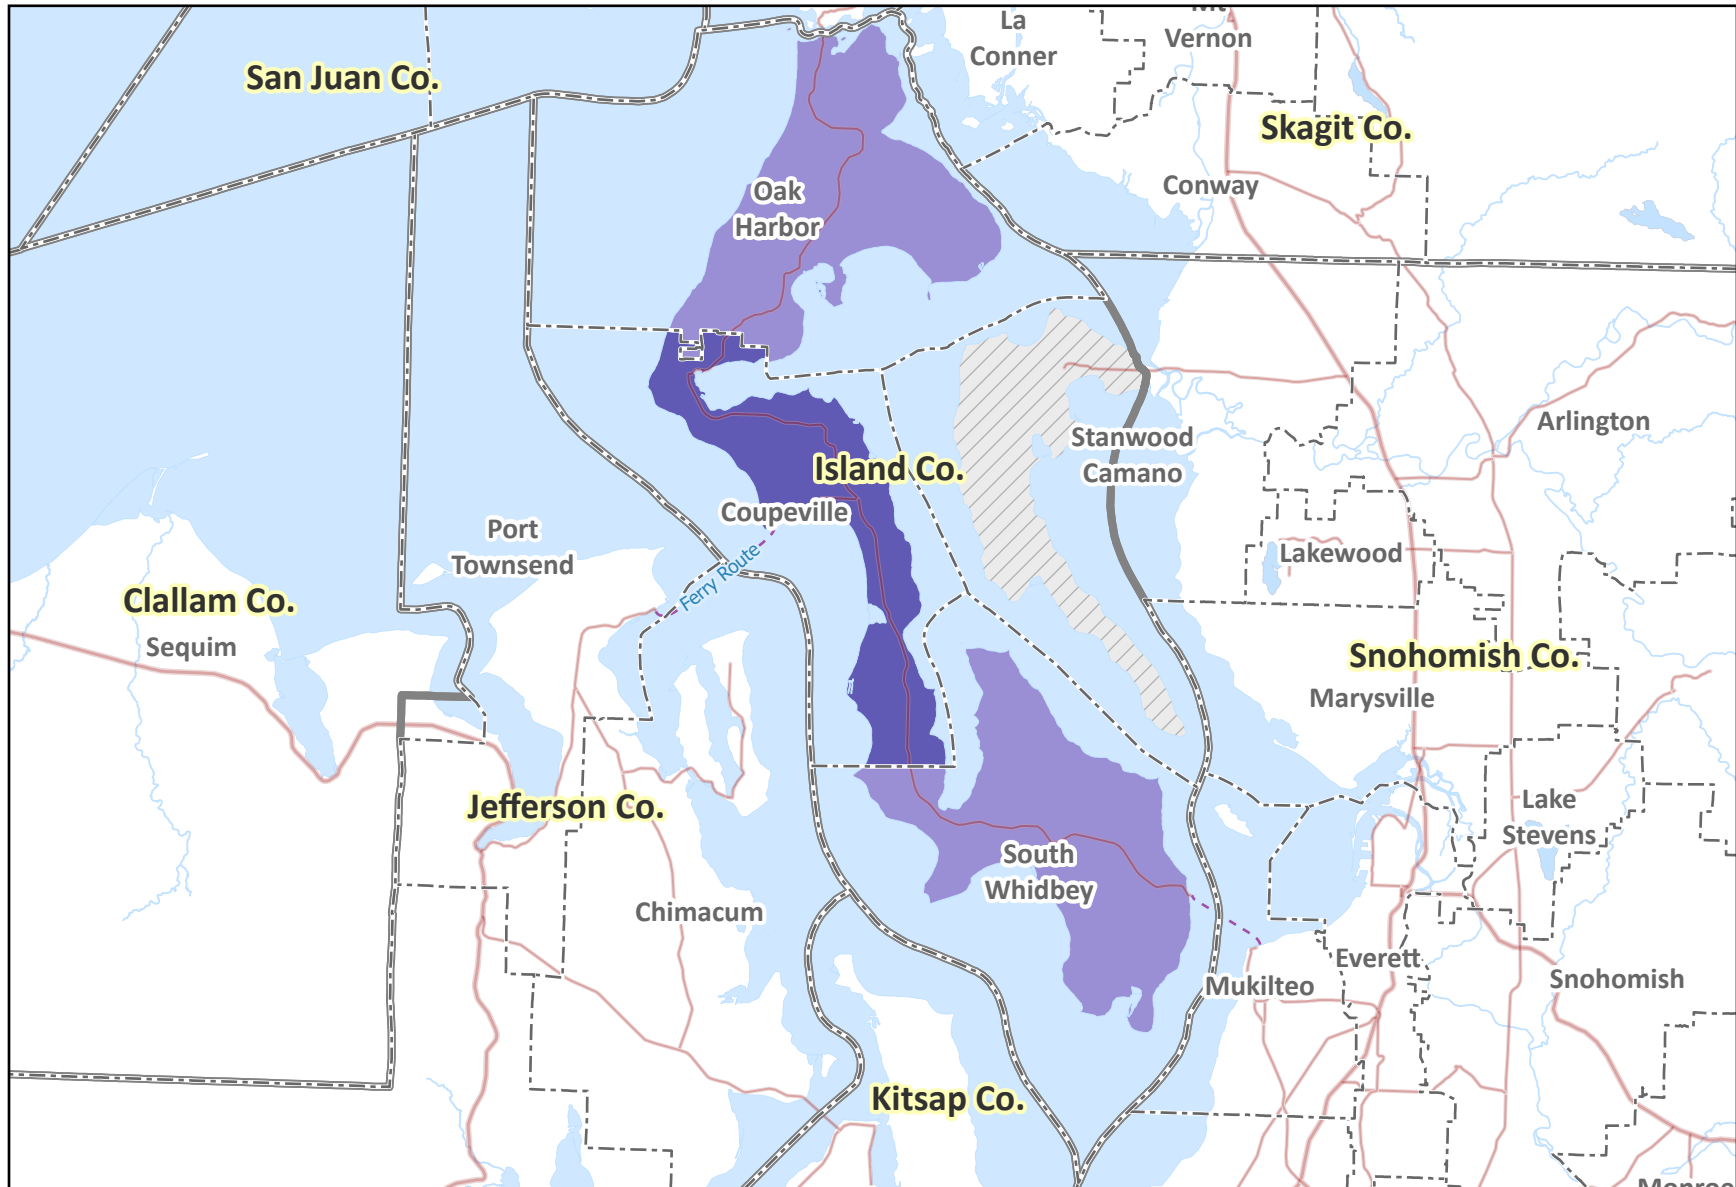 La
Conner
Mt
Vernon
San Juan Co.
Skagit Co.
Conway
Oak
Harbor
Arlington
Stanwood
Camano
Island Co.
Coupeville
Port
Townsend
Lakewood
Ferry Route
Clallam Co.
Sequim
Snohomish Co.
Marysville
Jefferson Co.
Lake
Stevens
South
Whidbey
Chimacum
Everett
Mukilteo
Snohomish
Kitsap Co.
Monroe